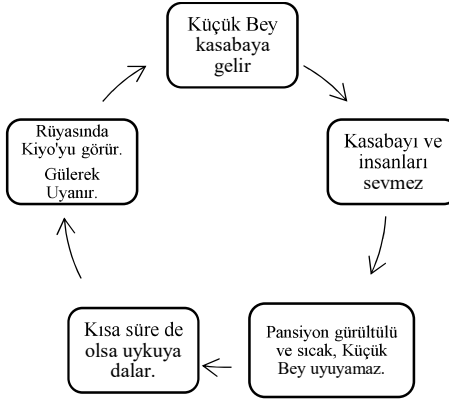 Küçük Bey
kasabaya
gelir
Kasabayı ve
insanları
sevmez
Pansiyon gürültülü
ve sıcak, Küçük
Bey uyuyamaz.
Kısa süre de
olsa uykuya
dalar.
Rüyasında
Kiyo'yu görür.
Gülerek
Uyanır.